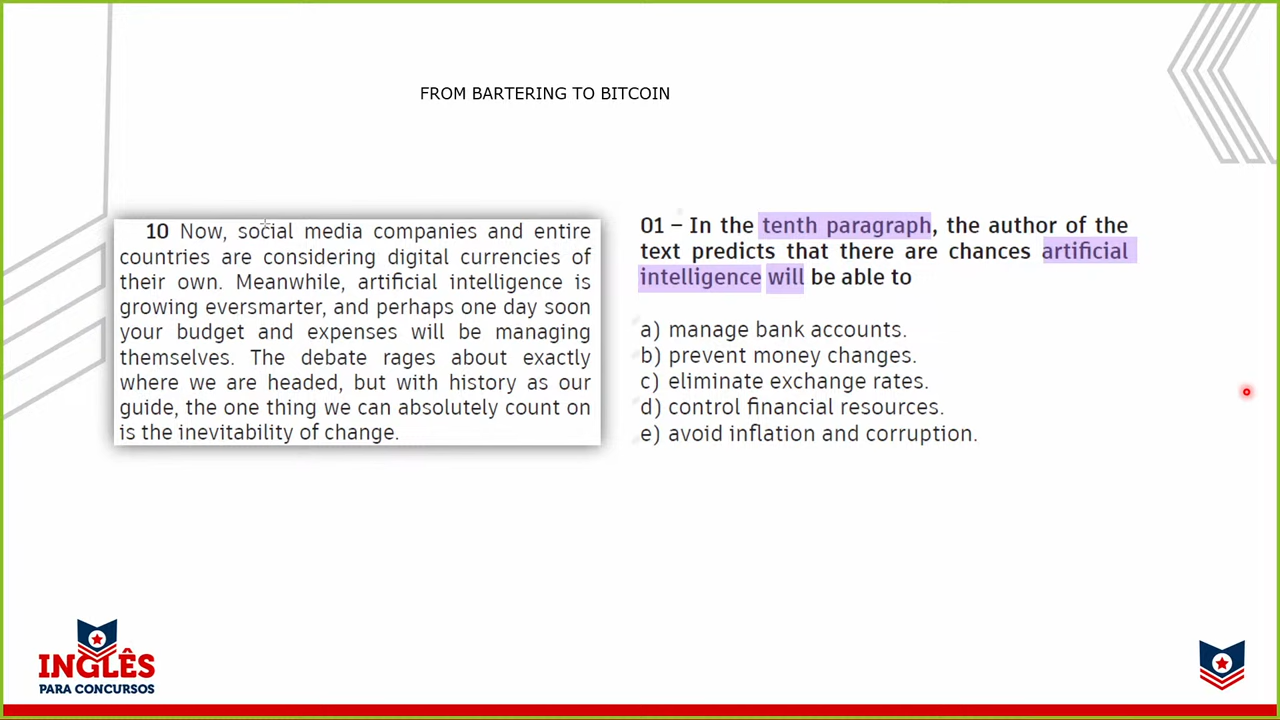 FROM BARTERING TO BITCOIN
10 Now, social media companies and entire
countries are considering digital currencies of
their own. Meanwhile, artificial intelligence is
growing eversmarter, and perhaps one day soon
your budget and expenses will be managing
themselves. The debate rages about exactly
where we are headed, but with history as our
guide, the one thing we can absolutely count on
is the inevitability of change.
01 – In the tenth paragraph, the author of the
text predicts that there are chances artificial
intelligence will be able to
a) manage bank accounts.
b) prevent money changes.
c) eliminate exchange rates.
d) control financial resources.
e) avoid inflation and corruption.
INGLÊS
PARA CONCURSOS